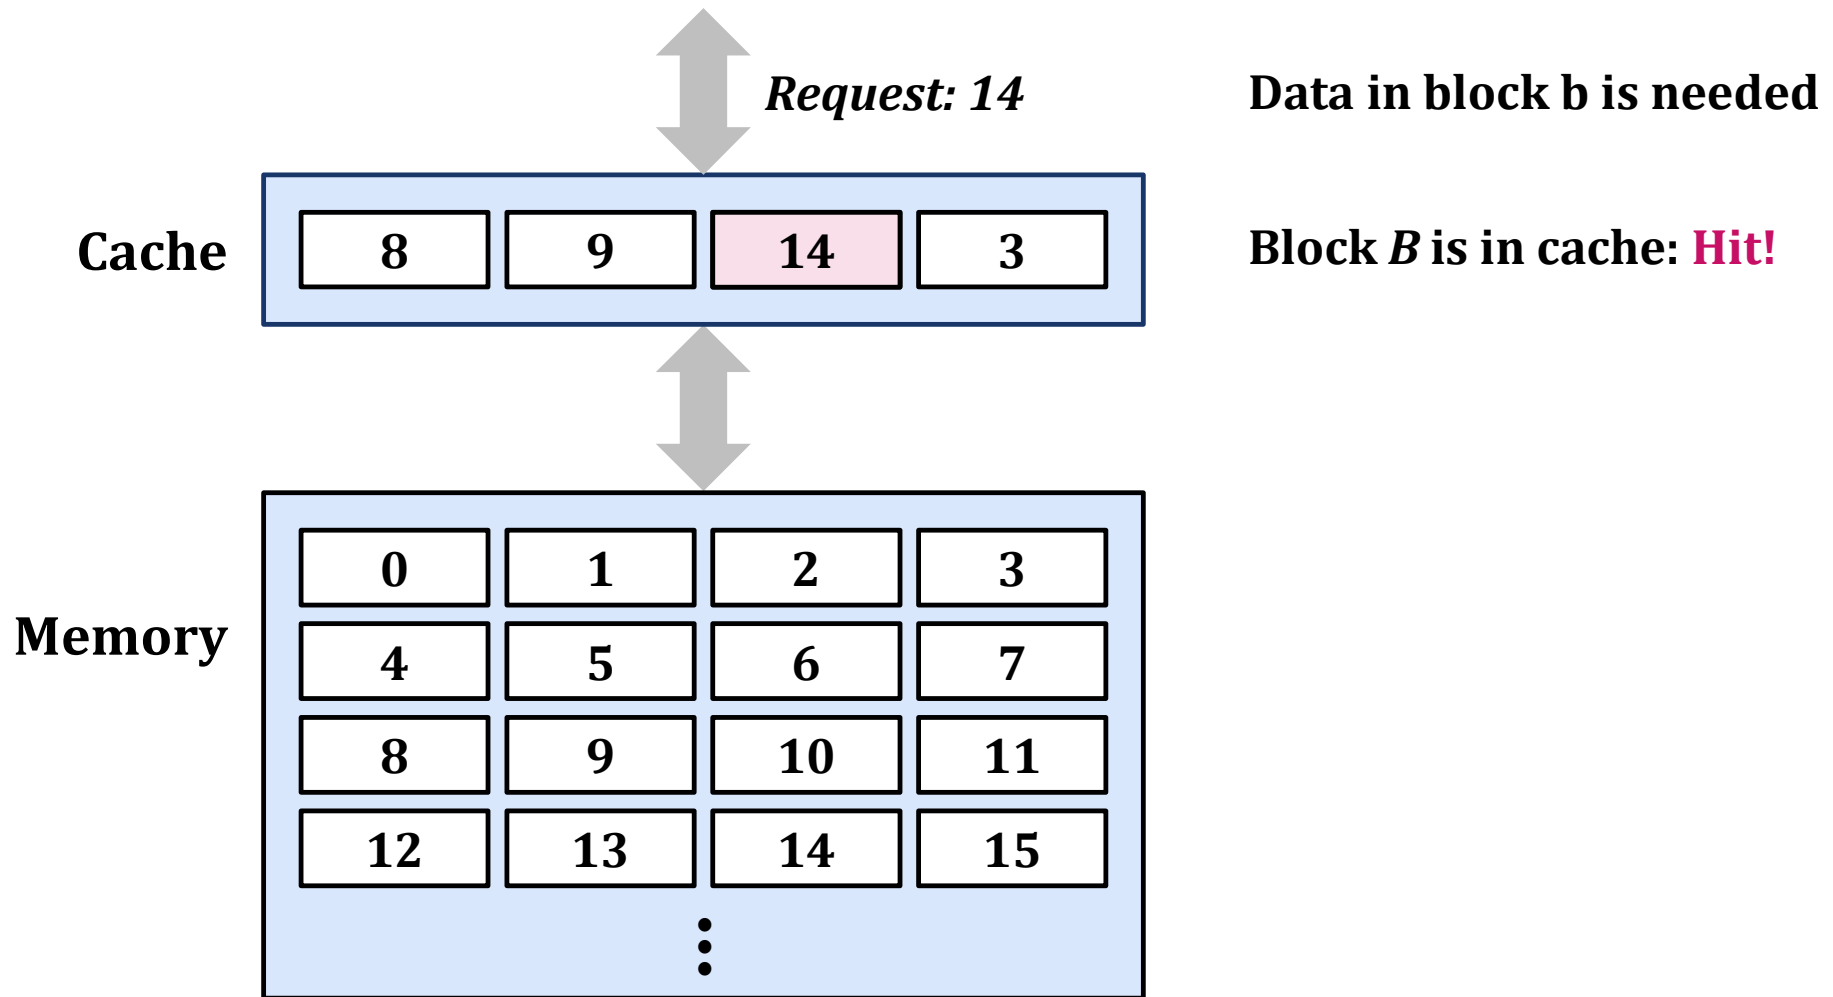 Request: 14
Data in block b is needed
Cache
8 9 14 3
Block B is in cache: Hit!
Memory
0 1 2 3
4 5 6 7
8 9 10 11
12 13 14 15